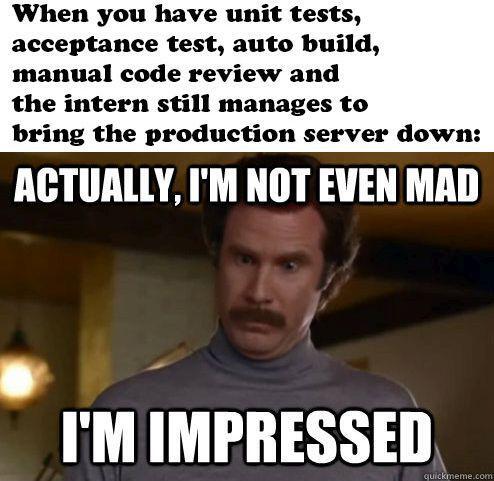 When you have unit tests,
acceptance test, auto build,
manual code review and
the intern still manages to
bring the production server down:
ACTUALLY, I'M NOT EVEN MAD
I'M IMPRESSED
quickmeme.com